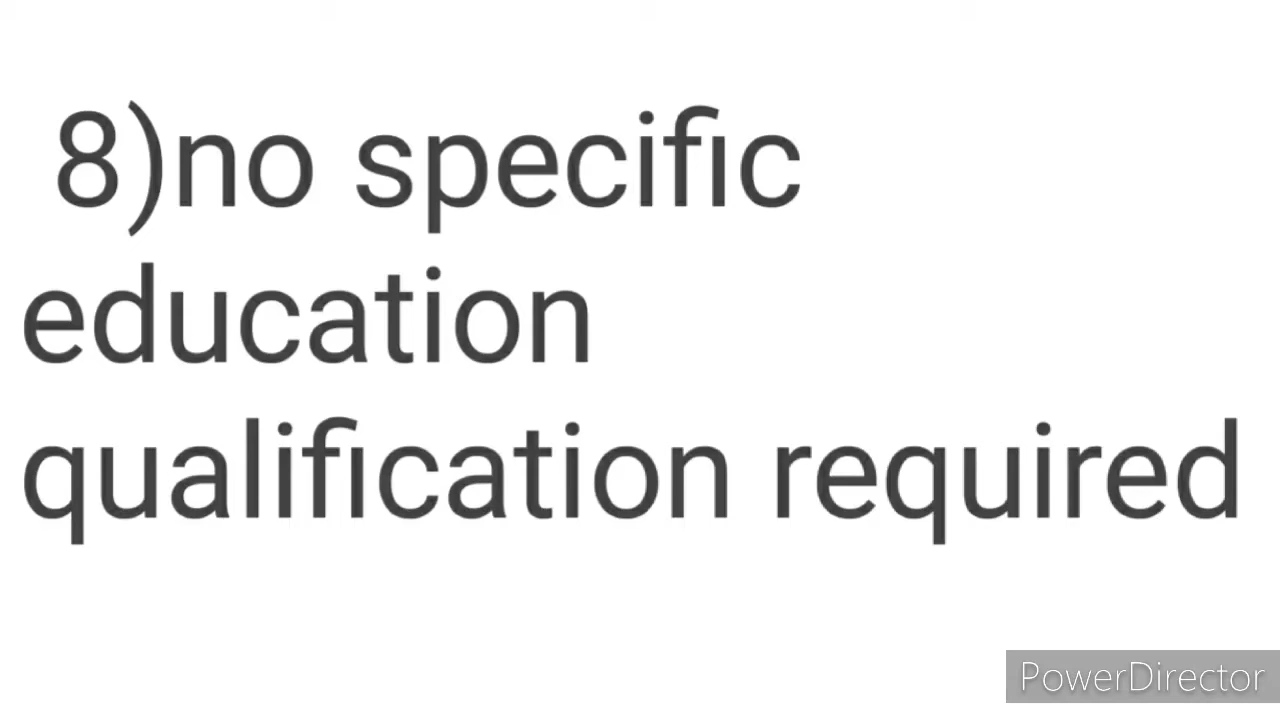 8)no specific
education
qualification required
PowerDirector